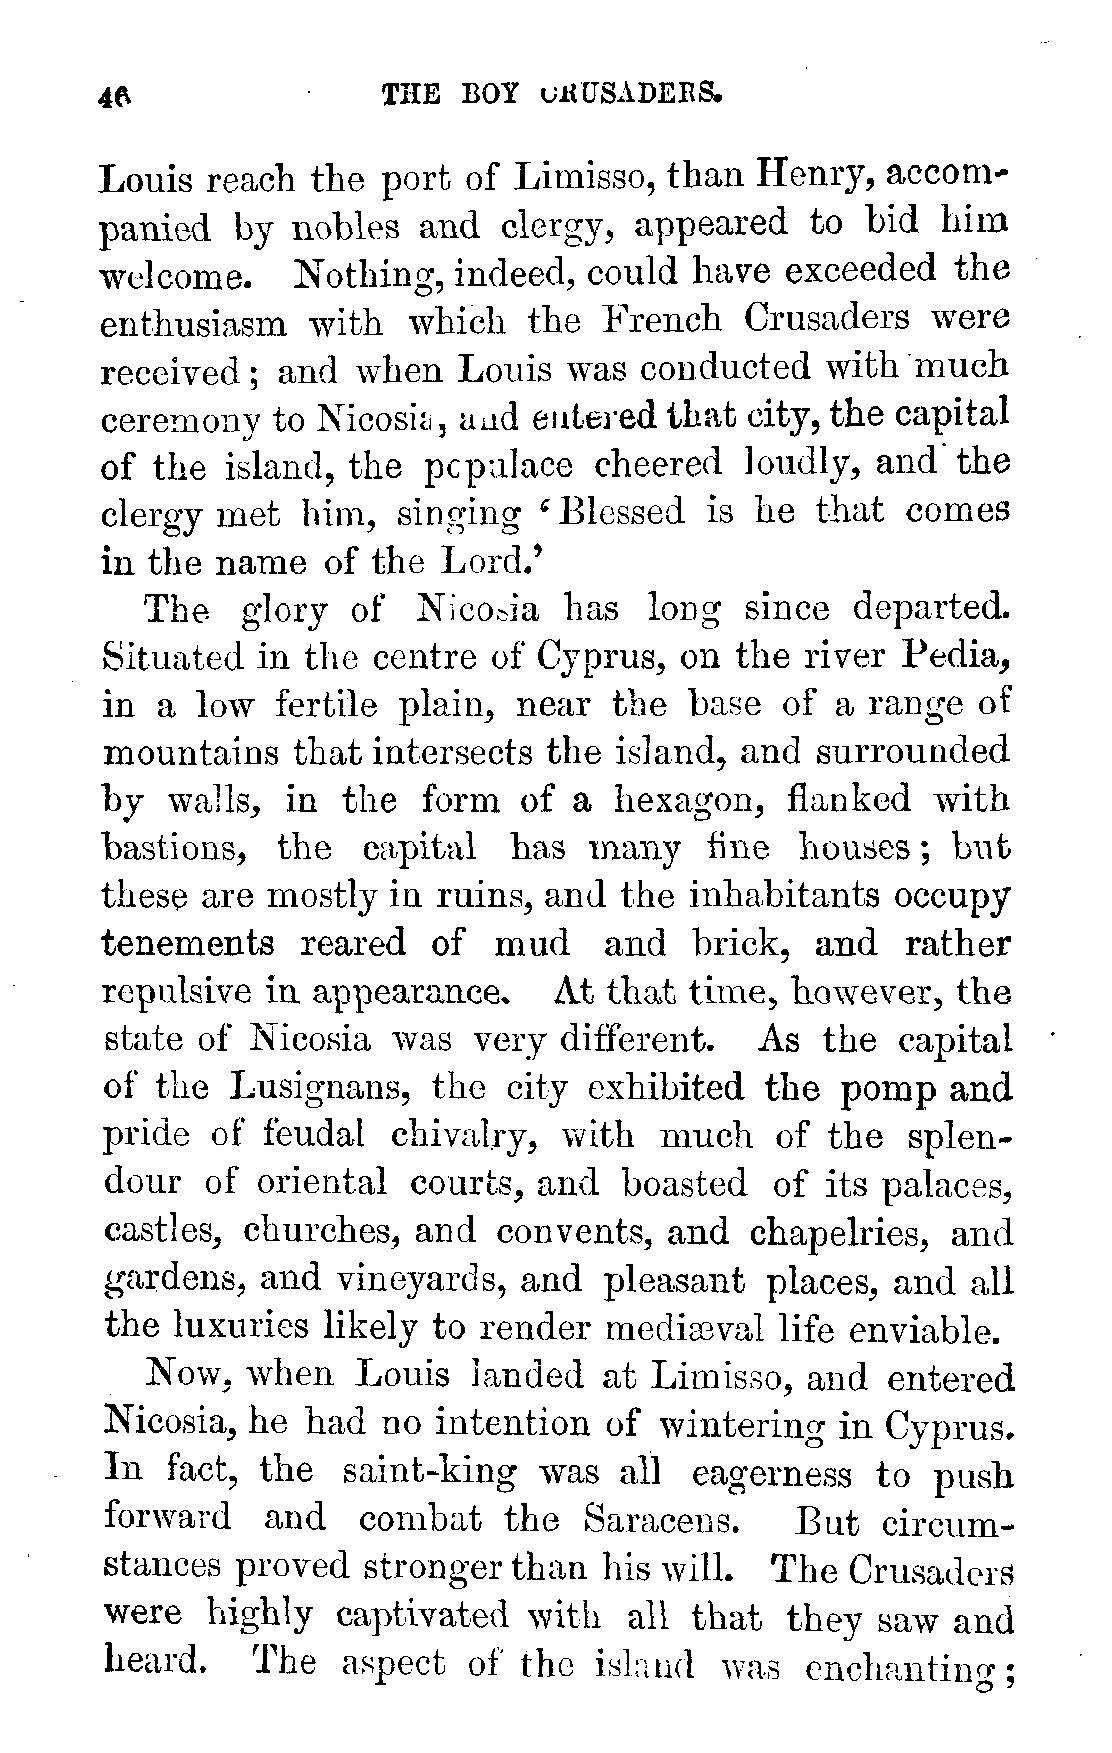 46 THE BOY CRUSADERS.
Louis reach the port of Limisso, than Henry, accom-
panied by nobles and clergy, appeared to bid him
welcome. Nothing, indeed, could have exceeded the
enthusiasm with which the French Crusaders were
received; and when Louis was conducted with much
ceremony to Nicosia, and entered that city, the capital
of the island, the populace cheered loudly, and the
clergy met him, singing ‘Blessed is he that comes
in the name of the Lord.’
The glory of Nicosia has long since departed.
Situated in the centre of Cyprus, on the river Pedia,
in a low fertile plain, near the base of a range of
mountains that intersects the island, and surrounded
by walls, in the form of a hexagon, flanked with
bastions, the capital has many fine houses; but
these are mostly in ruins, and the inhabitants occupy
tenements reared of mud and brick, and rather
repulsive in appearance. At that time, however, the
state of Nicosia was very different. As the capital
of the Lusignans, the city exhibited the pomp and
pride of feudal chivalry, with much of the splen-
dour of oriental courts, and boasted of its palaces,
castles, churches, and convents, and chapelries, and
gardens, and vineyards, and pleasant places, and all
the luxuries likely to render mediæval life enviable.
Now, when Louis landed at Limisso, and entered
Nicosia, he had no intention of wintering in Cyprus.
In fact, the saint-king was all eagerness to push
forward and combat the Saracens. But circum-
stances proved stronger than his will. The Crusaders
were highly captivated with all that they saw and
heard. The aspect of the island was enchanting;